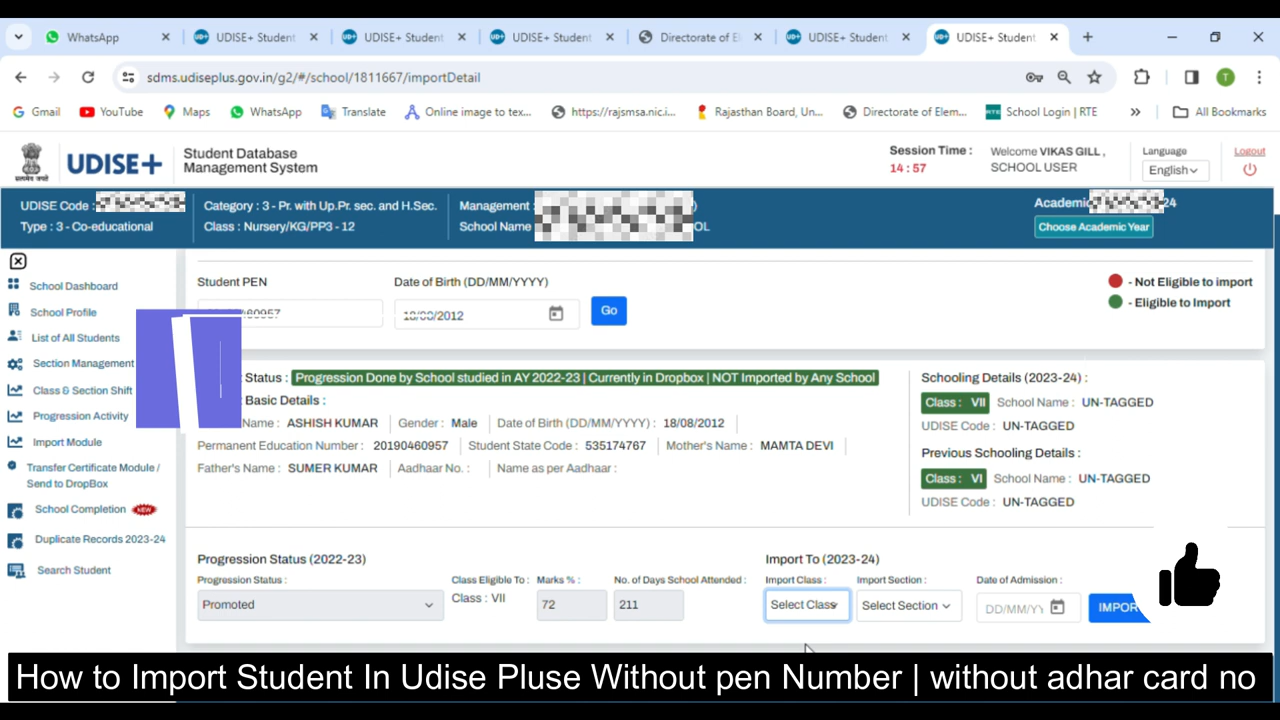 WhatsApp UDISE+ Student UDISE+ Student UDISE+ Student Directorate of E UDISE+ Student UDISE+ Student
sdms.udiseplus.gov.in/g2/#/school/1811667/importDetail T
Gmail YouTube Maps WhatsApp Translate Online image to tex... https://rajsmsa.nic.i... Rajasthan Board, Un... Directorate of Elem... School Login | RTE » All Bookmarks
सत्यमेव जयते UDISE+ Student Database
Management System
Session Time :
14 : 57
Welcome VIKAS GILL ,
SCHOOL USER
Language
English
Logout
UDISE Code :
Type : 3 - Co-educational
Category : 3 - Pr. with Up.Pr. sec. and H.Sec.
Class : Nursery/KG/PP3 - 12
Management :
School Name OL
Academic 24
Choose Academic Year
School Dashboard
School Profile
List of All Students
Section Management
Class & Section Shift
Progression Activity
Import Module
Transfer Certificate Module /
Send to DropBox
School Completion NEW
Duplicate Records 2023-24
Search Student
Student PEN Date of Birth (DD/MM/YYYY)
60957 18/08/2012 Go
- Not Eligible to import
- Eligible to Import
Status : Progression Done by School studied in AY 2022-23 | Currently in Dropbox | NOT Imported by Any School
Basic Details :
Name : ASHISH KUMAR Gender : Male Date of Birth (DD/MM/YYYY) : 18/08/2012
Permanent Education Number : 20190460957 Student State Code : 535174767 Mother's Name : MAMTA DEVI
Father's Name : SUMER KUMAR Aadhaar No. : Name as per Aadhaar :
Schooling Details (2023-24) :
Class : VII School Name : UN-TAGGED
UDISE Code : UN-TAGGED
Previous Schooling Details :
Class : VI School Name : UN-TAGGED
UDISE Code : UN-TAGGED
Progression Status (2022-23) Import To (2023-24)
Progression Status : Class Eligible To : Marks % : No. of Days School Attended : Import Class : Import Section : Date of Admission :
Promoted Class : VII 72 211 Select Class Select Section DD/MM/Y IMPOR
How to Import Student In Udise Pluse Without pen Number | without adhar card no